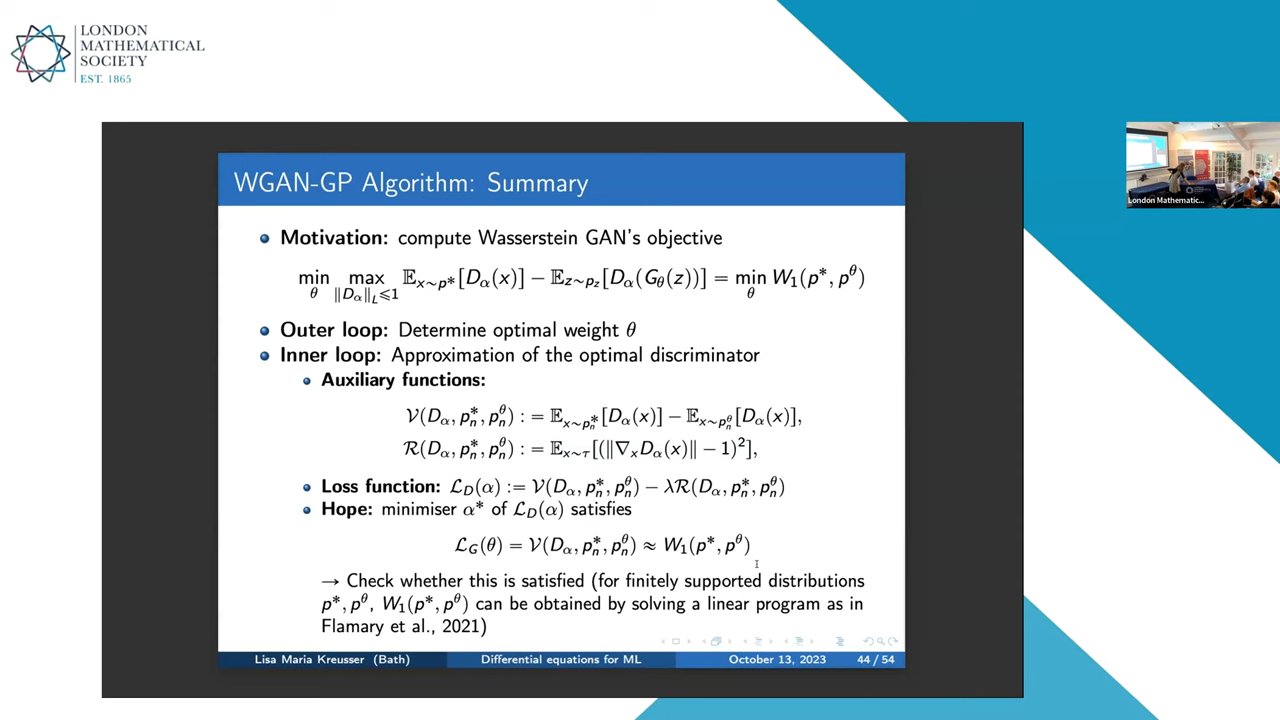 LONDON
MATHEMATICAL
SOCIETY
EST. 1865
London Mathematic...
WGAN-GP Algorithm: Summary
Motivation: compute Wasserstein GAN's objective
min_θ max_{‖D_α‖_L⩽1} 𝔼_{x∼p*}[D_α(x)] − 𝔼_{z∼p_z}[D_α(G_θ(z))] = min_θ W_1(p*, p^θ)
Outer loop: Determine optimal weight θ
Inner loop: Approximation of the optimal discriminator
Auxiliary functions:
𝒱(D_α, p_n^*, p_n^θ) : = 𝔼_{x∼p_n^*}[D_α(x)] − 𝔼_{x∼p_n^θ}[D_α(x)],
ℛ(D_α, p_n^*, p_n^θ) : = 𝔼_{x∼τ}[(‖∇_x D_α(x)‖ − 1)^2],
Loss function: ℒ_D(α) := 𝒱(D_α, p_n^*, p_n^θ) − λℛ(D_α, p_n^*, p_n^θ)
Hope: minimiser α* of ℒ_D(α) satisfies
ℒ_G(θ) = 𝒱(D_α, p_n^*, p_n^θ) ≈ W_1(p*, p^θ)
→ Check whether this is satisfied (for finitely supported distributions
p*, p^θ, W_1(p*, p^θ) can be obtained by solving a linear program as in
Flamary et al., 2021)
Lisa Maria Kreusser (Bath) Differential equations for ML October 13, 2023 44 / 54